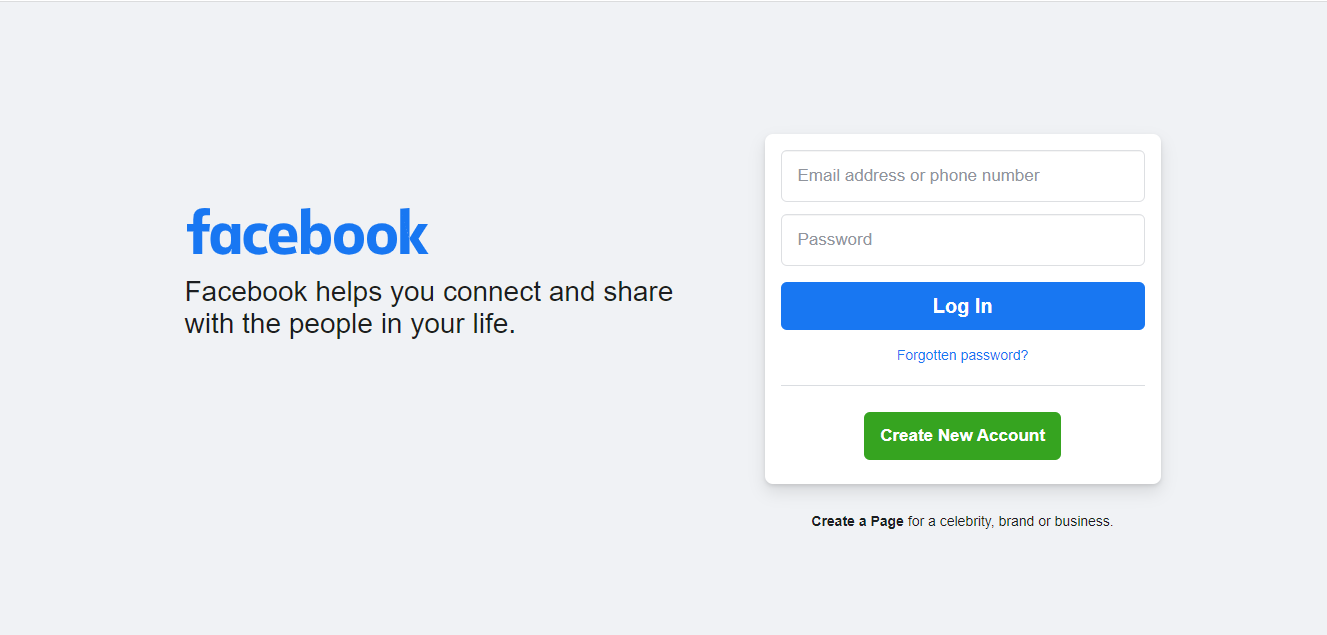 facebook
Facebook helps you connect and share
with the people in your life.
Email address or phone number
Password
Log In
Forgotten password?
Create New Account
Create a Page for a celebrity, brand or business.